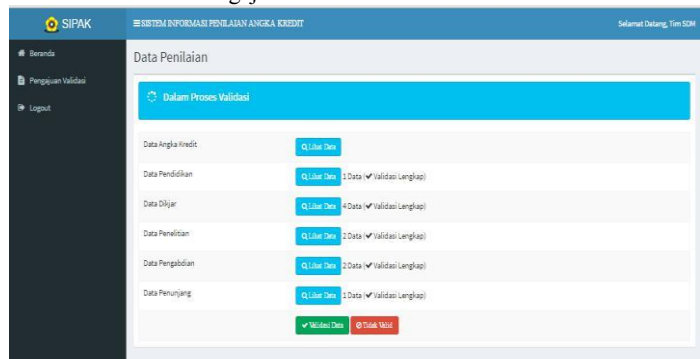 SIPAK
SISTEM INFORMASI PENILAIAN ANGKA KREDIT
Selamat Datang, Tim SDM
Beranda
Pengajuan Validasi
Logout
Data Penilaian
Dalam Proses Validasi
Data Angka Kredit
Lihat Data
Data Pendidikan
Lihat Data 1 Data (✔ Validasi Lengkap)
Data Dikjar
Lihat Data 4 Data (✔ Validasi Lengkap)
Data Penelitian
Lihat Data 2 Data (✔ Validasi Lengkap)
Data Pengabdian
Lihat Data 2 Data (✔ Validasi Lengkap)
Data Penunjang
Lihat Data 1 Data (✔ Validasi Lengkap)
Validasi Data
Tidak Valid